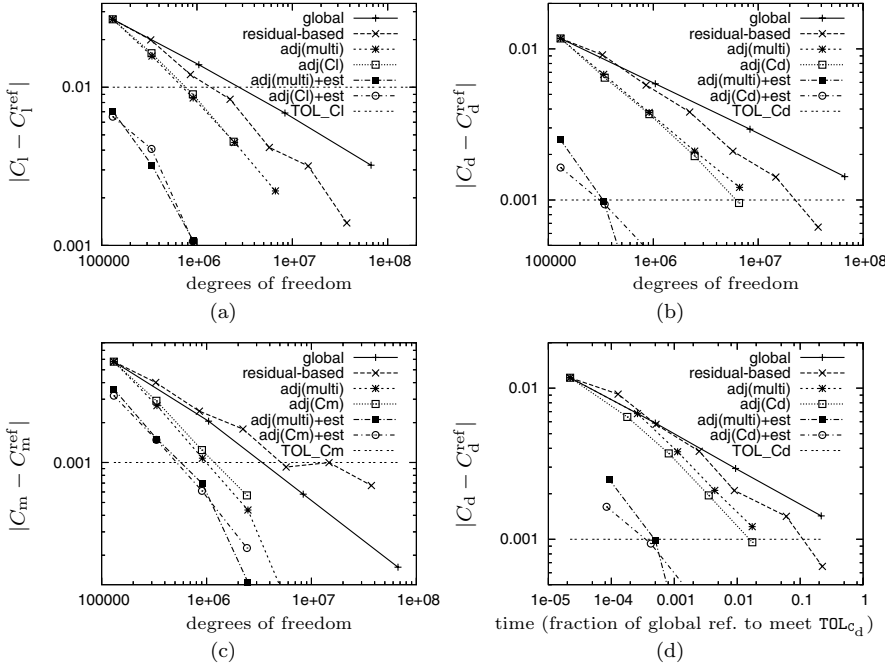 |C_l − C_l^ref|
0.01
0.001
100000 1e+06 1e+07 1e+08
degrees of freedom
global
residual-based
adj(multi)
adj(Cl)
adj(multi)+est
adj(Cl)+est
TOL_Cl
(a)
|C_d − C_d^ref|
0.01
0.001
100000 1e+06 1e+07 1e+08
degrees of freedom
global
residual-based
adj(multi)
adj(Cd)
adj(multi)+est
adj(Cd)+est
TOL_Cd
(b)
|C_m − C_m^ref|
0.001
100000 1e+06 1e+07 1e+08
degrees of freedom
global
residual-based
adj(multi)
adj(Cm)
adj(multi)+est
adj(Cm)+est
TOL_Cm
(c)
|C_d − C_d^ref|
0.01
0.001
1e-05 1e-04 0.001 0.01 0.1 1
time (fraction of global ref. to meet TOL_C_d)
global
residual-based
adj(multi)
adj(Cd)
adj(multi)+est
adj(Cd)+est
TOL_Cd
(d)